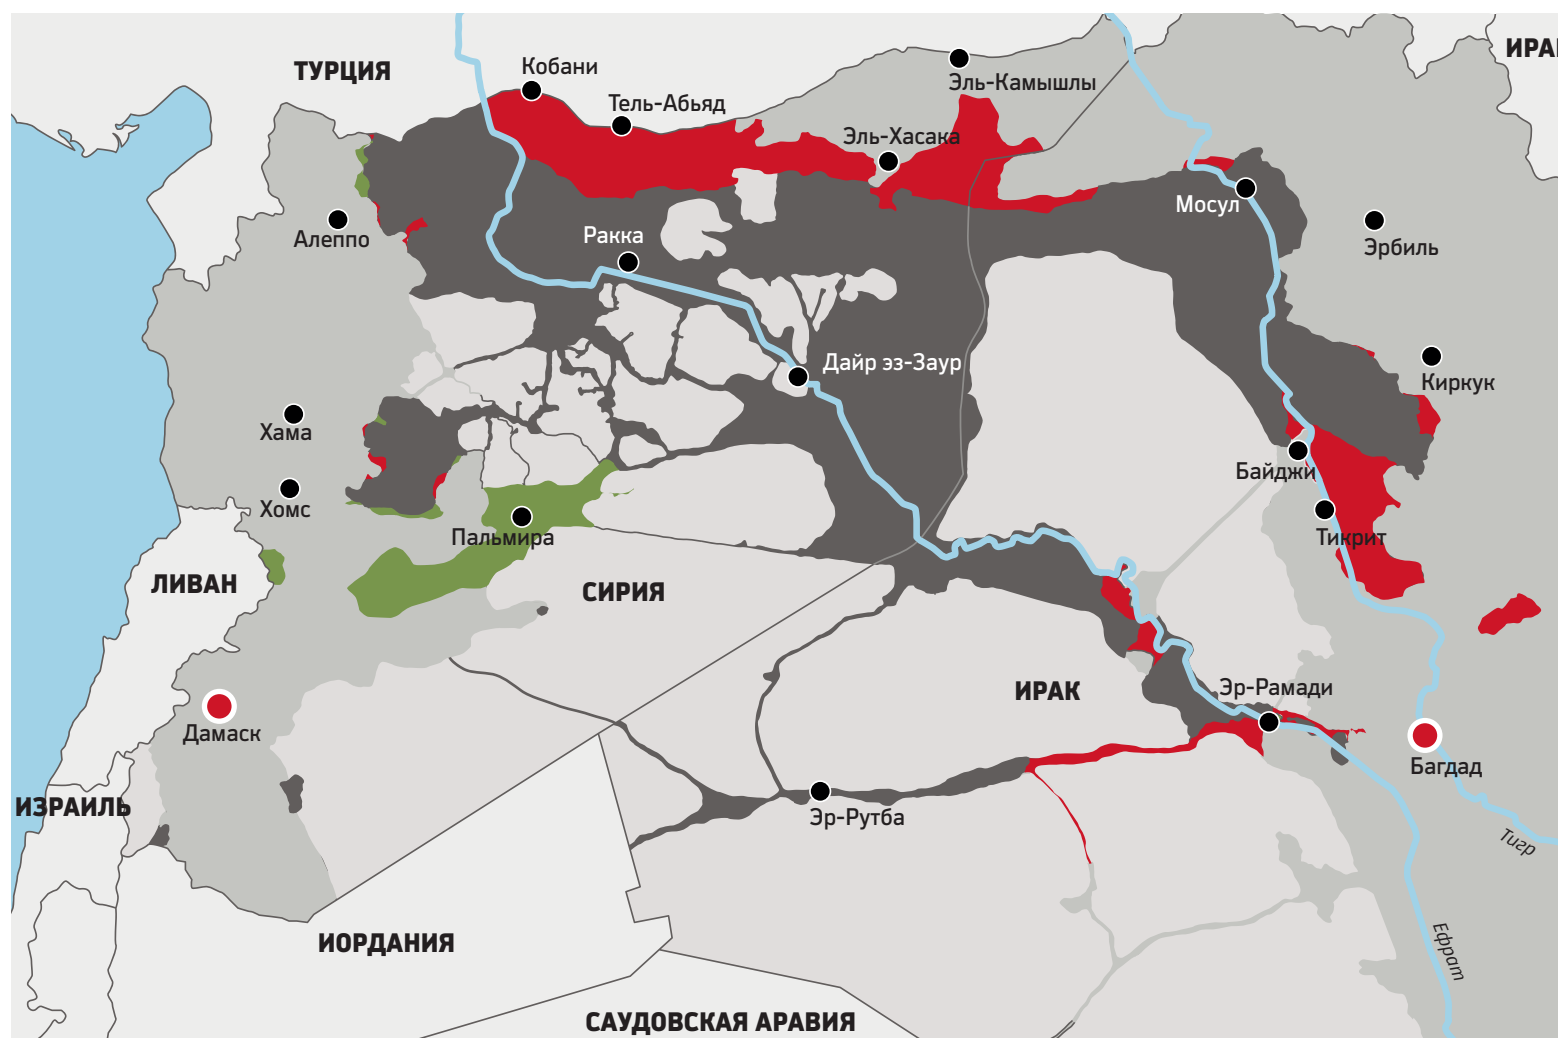 ИРАН
ТУРЦИЯ
Кобани
Эль-Камышлы
Тель-Абьяд
Эль-Хасака
Мосул
Алеппо
Ракка
Эрбиль
Дайр эз-Заур
Киркук
Хама
Байджи
Хомс
Пальмира
Тикрит
ЛИВАН
СИРИЯ
Эр-Рамади
ИРАК
Дамаск
Багдад
ИЗРАИЛЬ
Эр-Рутба
Тигр
ИОРДАНИЯ
Ефрат
САУДОВСКАЯ АРАВИЯ